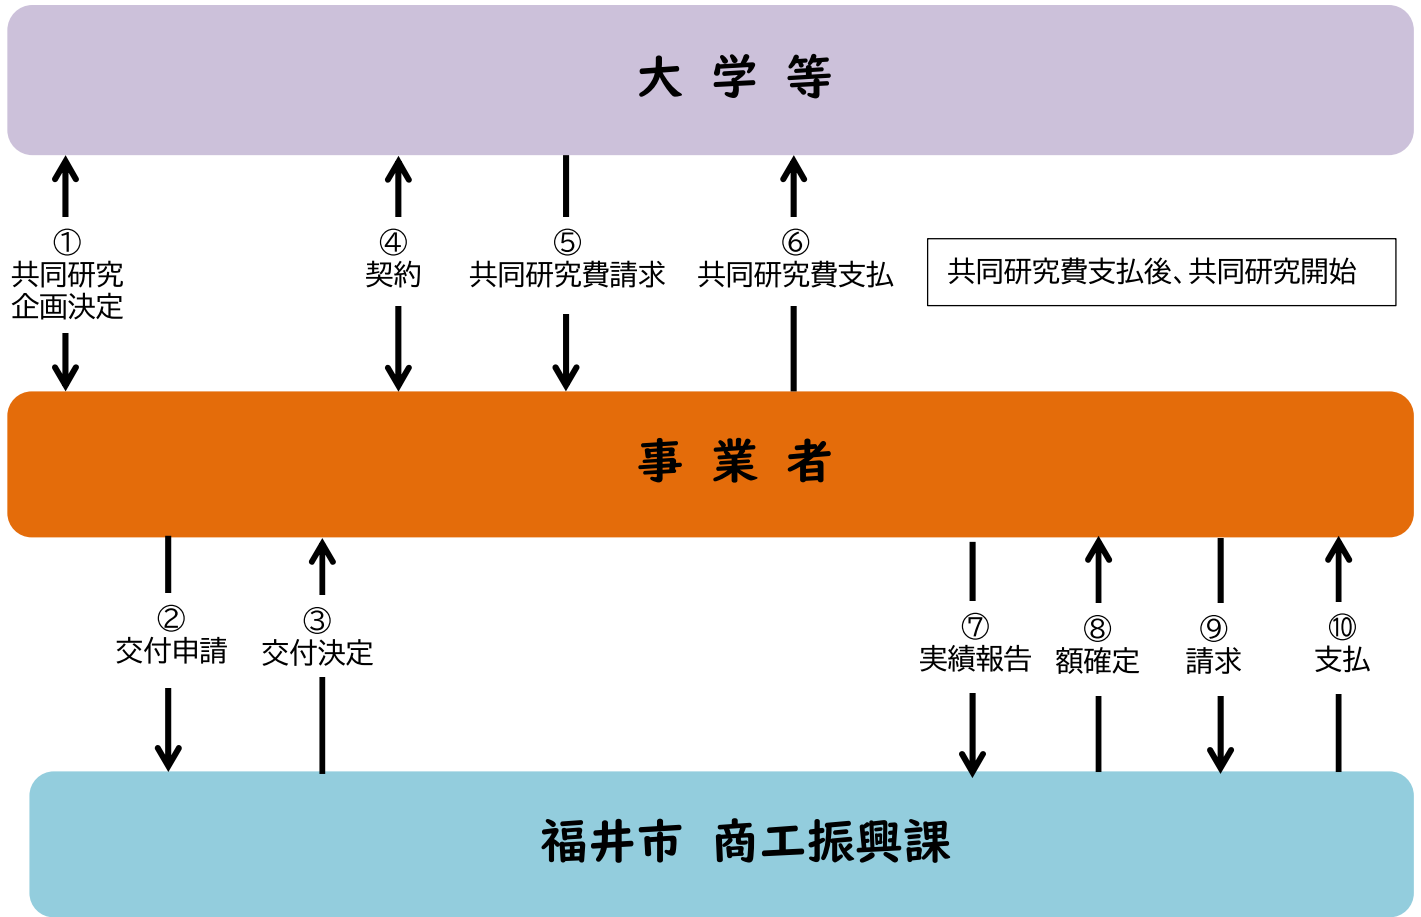 大 学 等
①
共同研究
企画決定
④
契約
⑤
共同研究費請求
⑥
共同研究費支払
共同研究費支払後、共同研究開始
事 業 者
②
交付申請
③
交付決定
⑦
実績報告
⑧
額確定
⑨
請求
⑩
支払
福井市 商工振興課